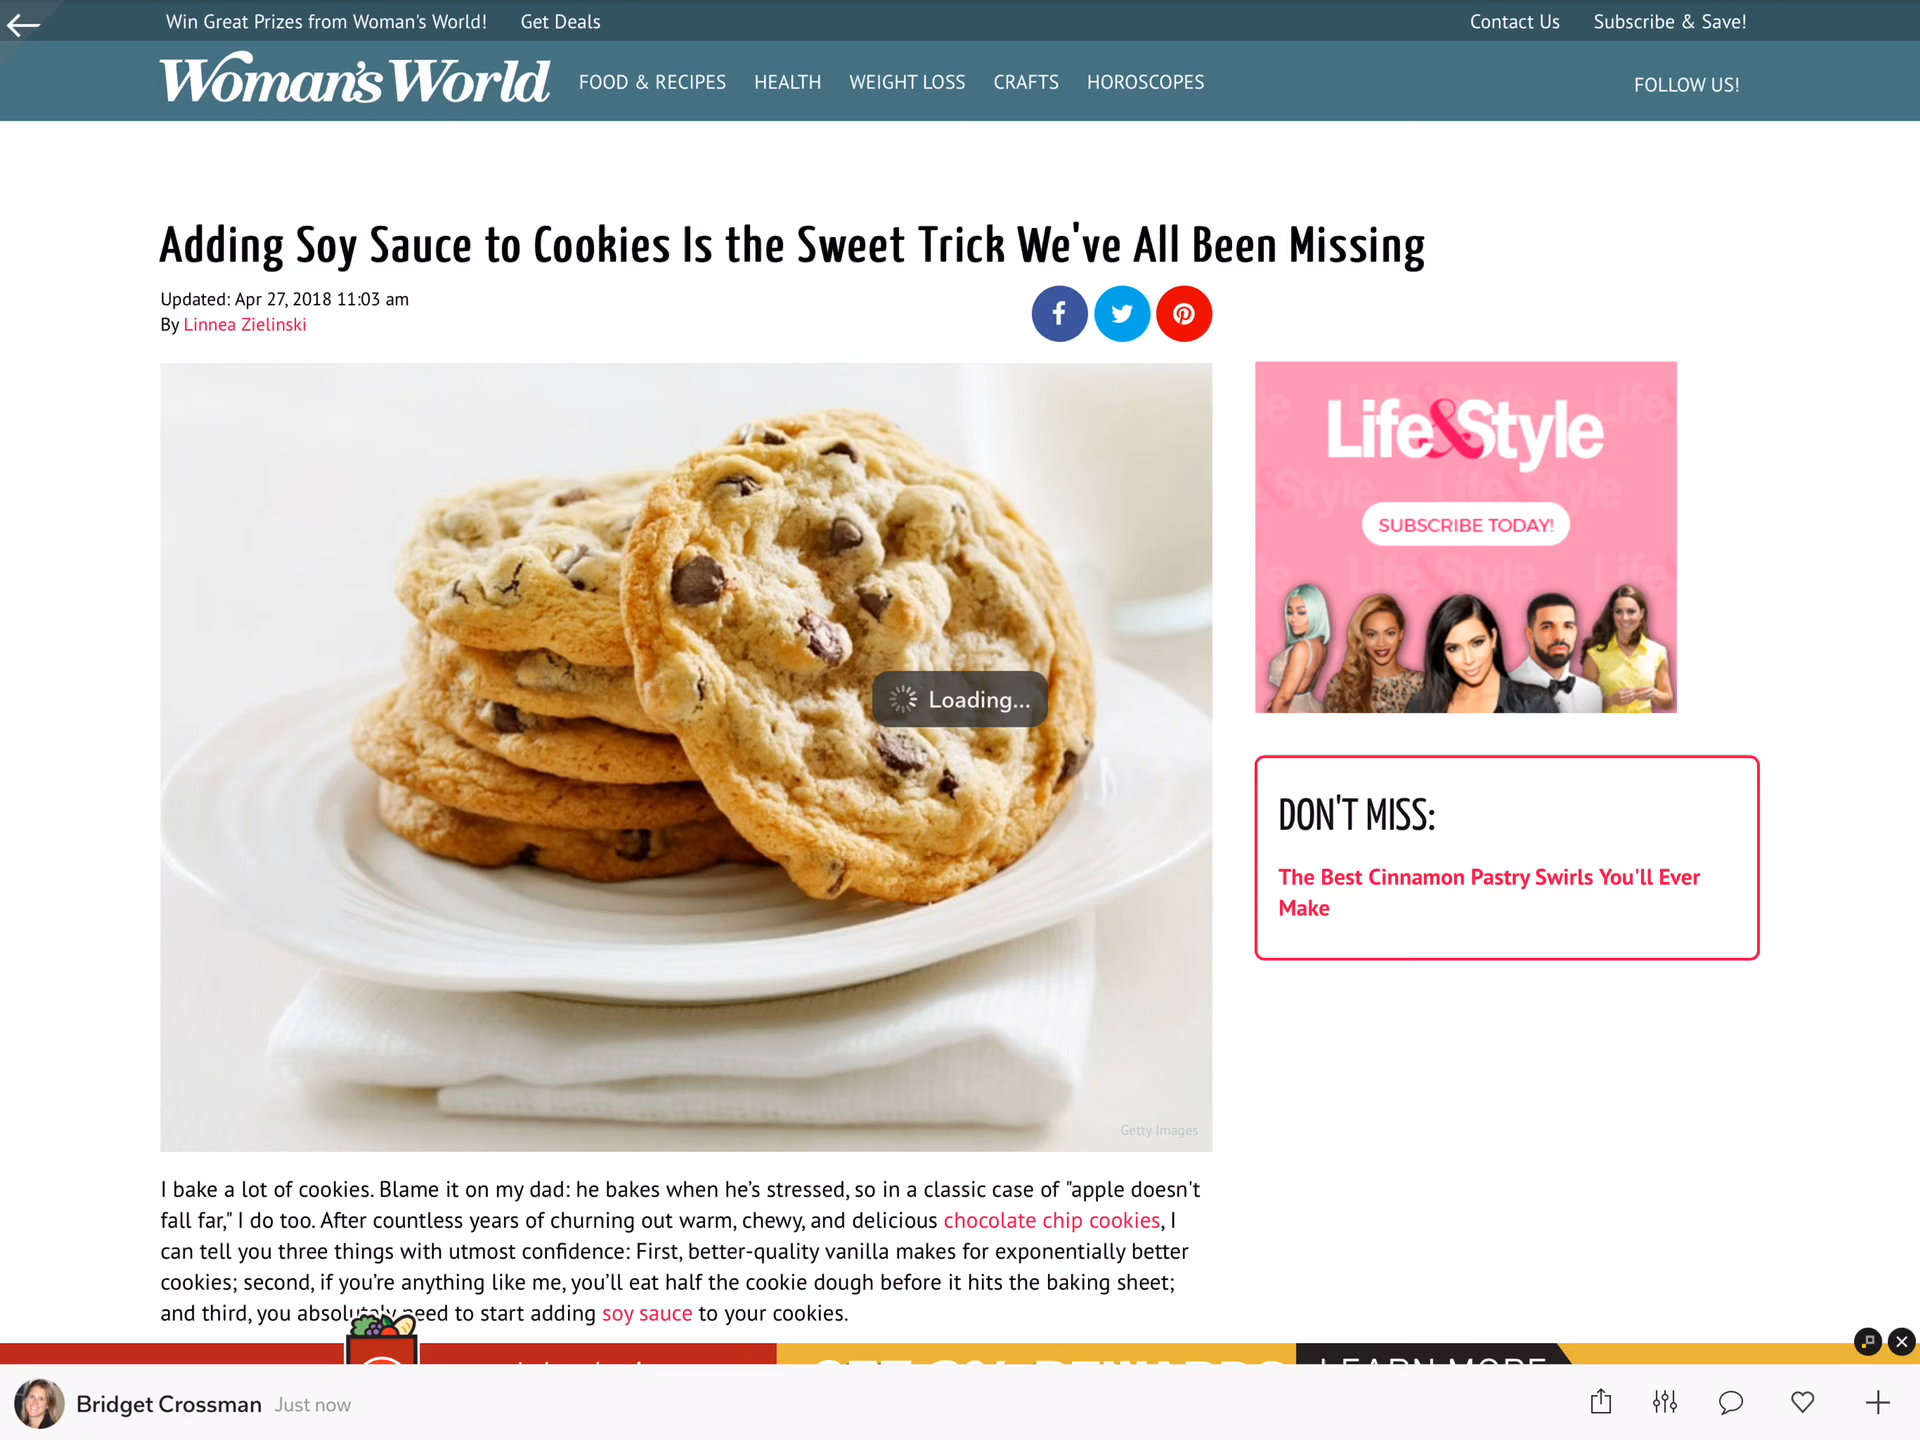 Win Great Prizes from Woman's World! Get Deals Contact Us Subscribe & Save!
Woman's World FOOD & RECIPES HEALTH WEIGHT LOSS CRAFTS HOROSCOPES FOLLOW US!
Adding Soy Sauce to Cookies Is the Sweet Trick We've All Been Missing
Updated: Apr 27, 2018 11:03 am
By Linnea Zielinski
Life&Style
SUBSCRIBE TODAY!
Loading...
DON'T MISS:
The Best Cinnamon Pastry Swirls You'll Ever
Make
Getty Images
I bake a lot of cookies. Blame it on my dad: he bakes when he’s stressed, so in a classic case of "apple doesn't
fall far," I do too. After countless years of churning out warm, chewy, and delicious chocolate chip cookies, I
can tell you three things with utmost confidence: First, better-quality vanilla makes for exponentially better
cookies; second, if you’re anything like me, you’ll eat half the cookie dough before it hits the baking sheet;
and third, you absolutely need to start adding soy sauce to your cookies.
LEARN MORE
Bridget Crossman Just now